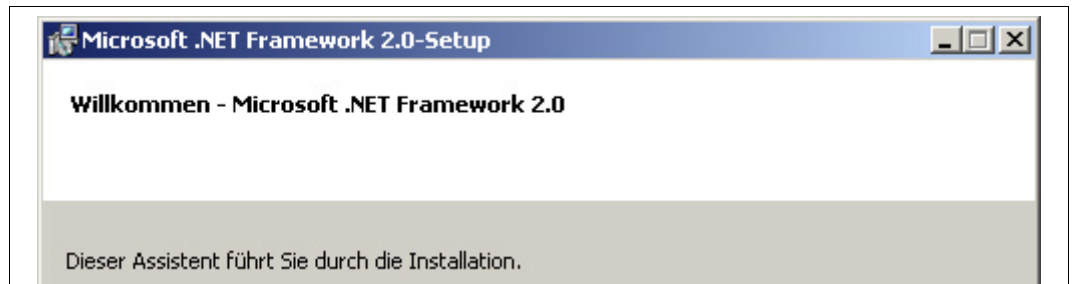 Microsoft .NET Framework 2.0-Setup
Willkommen - Microsoft .NET Framework 2.0
Dieser Assistent führt Sie durch die Installation.